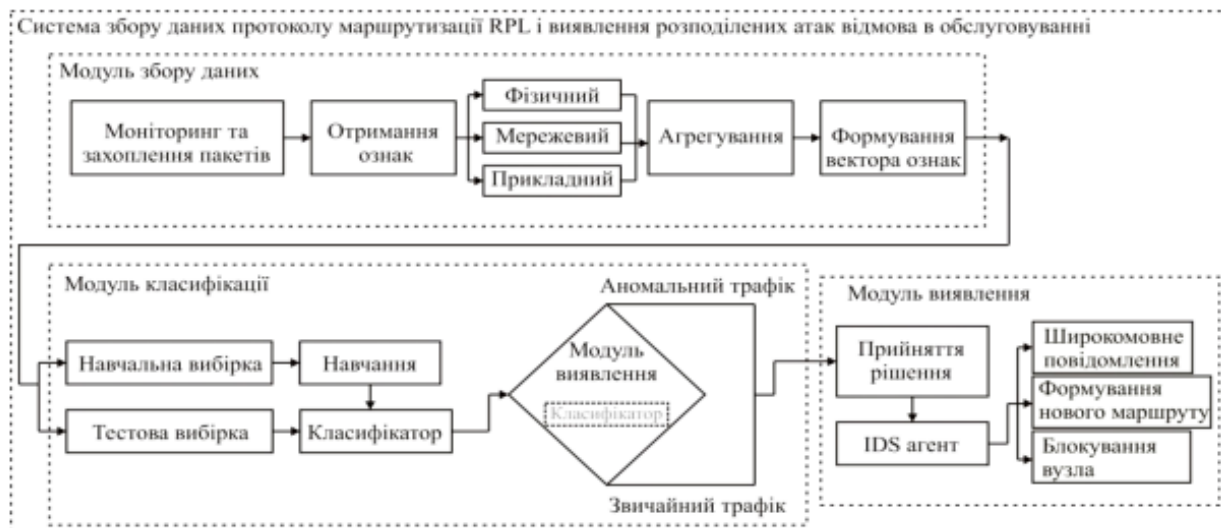 Система збору даних протоколу маршрутизації RPL і виявлення розподілених атак відмова в обслуговуванні
Модуль збору даних
Моніторинг та
захоплення пакетів
Отримання
ознак
Фізичний
Мережевий
Прикладний
Агрегування
Формування
вектора ознак
Модуль класифікації
Навчальна вибірка
Навчання
Тестова вибірка
Класифікатор
Аномальний трафік
Модуль
виявлення
Класифікатор
Звичайний трафік
Модуль виявлення
Прийняття
рішення
IDS агент
Широкомовне
повідомлення
Формування
нового маршруту
Блокування
вузла